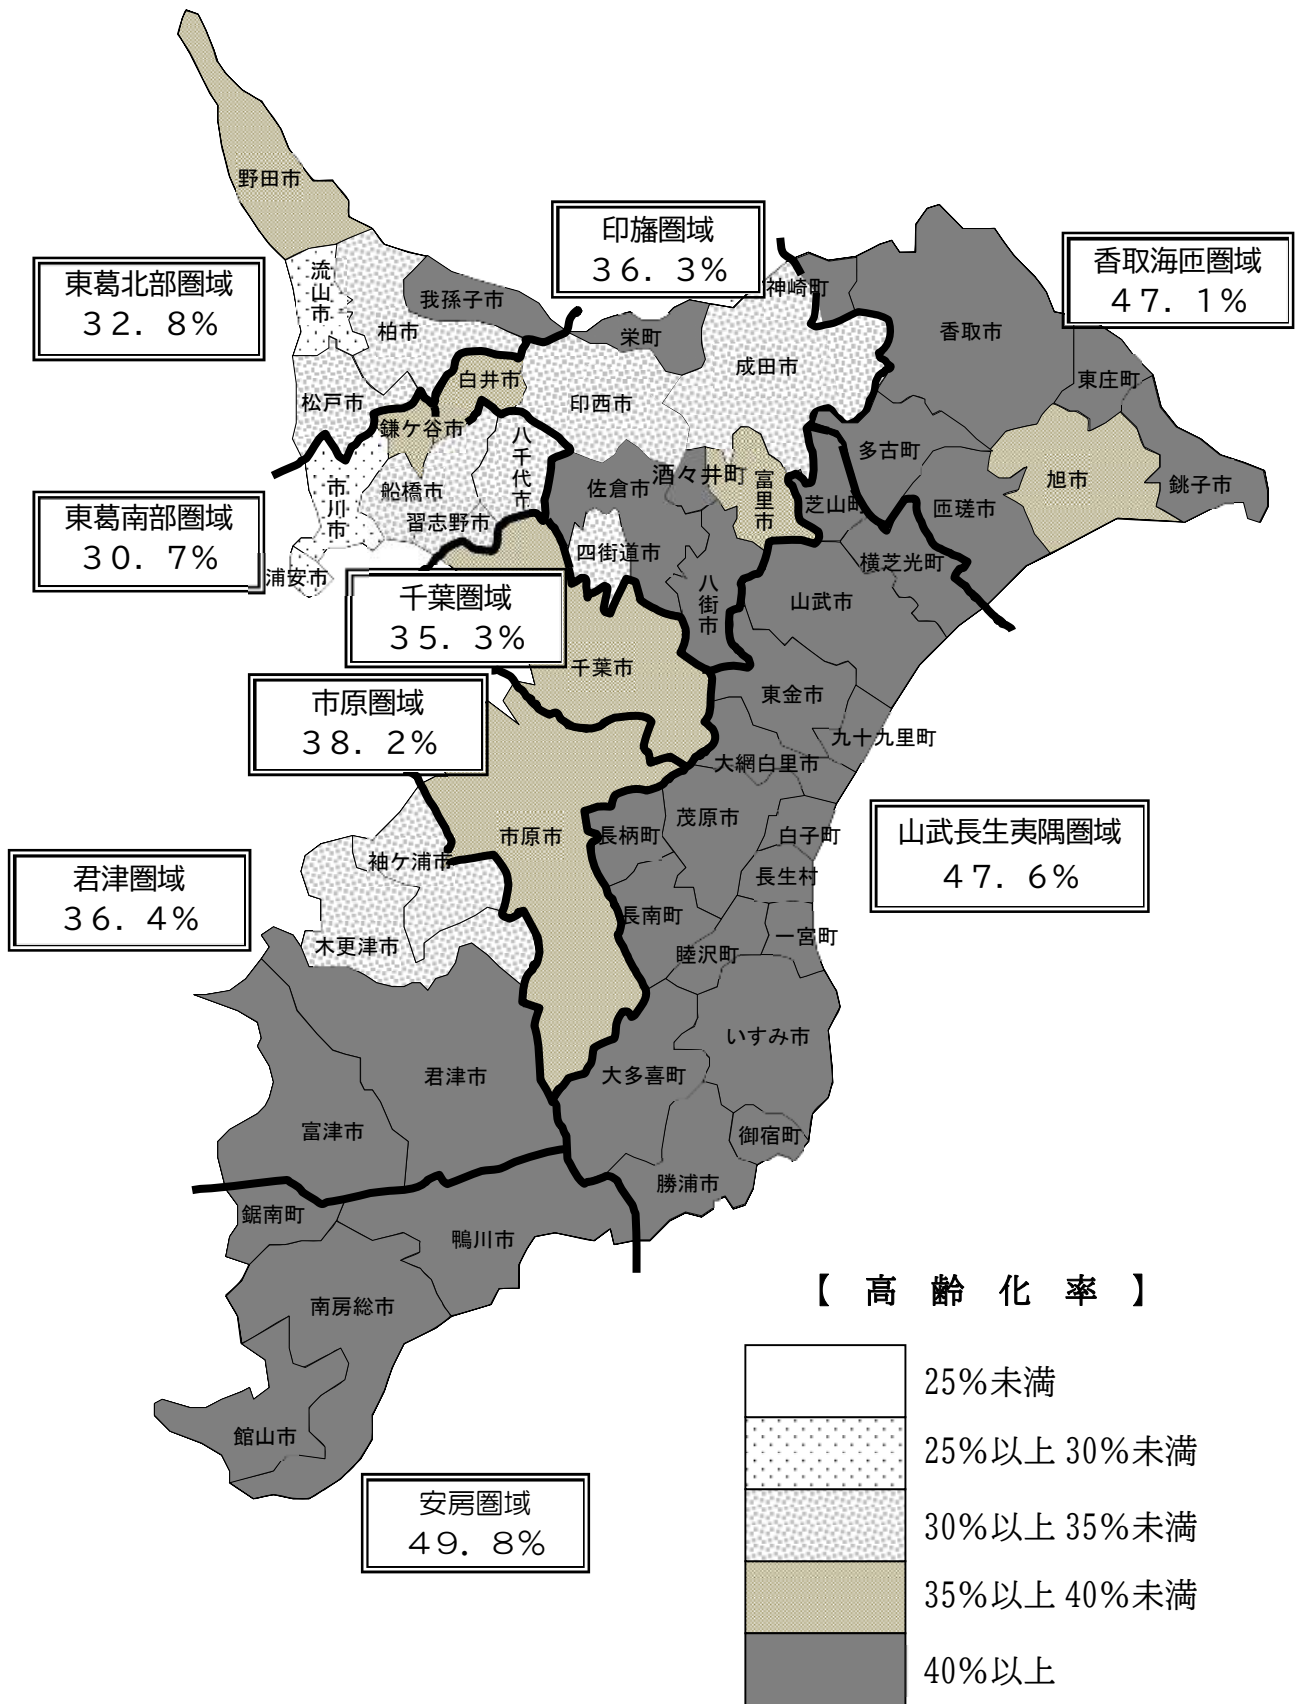 野田市
印旛圏域
36.3%
香取海匝圏域
47.1%
東葛北部圏域
32.8%
流山市
柏市
我孫子市
神崎町
栄町
成田市
香取市
東庄町
白井市
印西市
松戸市
鎌ケ谷市
八千代市
船橋市
習志野市
市川市
浦安市
東葛南部圏域
30.7%
佐倉市
酒々井町
富里市
芝山町
多古町
匝瑳市
旭市
銚子市
四街道市
八街市
横芝光町
山武市
千葉圏域
35.3%
千葉市
東金市
九十九里町
大網白里市
市原圏域
38.2%
市原市
長柄町
茂原市
白子町
長生村
山武長生夷隅圏域
47.6%
君津圏域
36.4%
袖ケ浦市
木更津市
長南町
睦沢町
一宮町
いすみ市
君津市
大多喜町
富津市
御宿町
勝浦市
鋸南町
鴨川市
南房総市
館山市
安房圏域
49.8%
【高齢化率】
25%未満
25%以上30%未満
30%以上35%未満
35%以上40%未満
40%以上